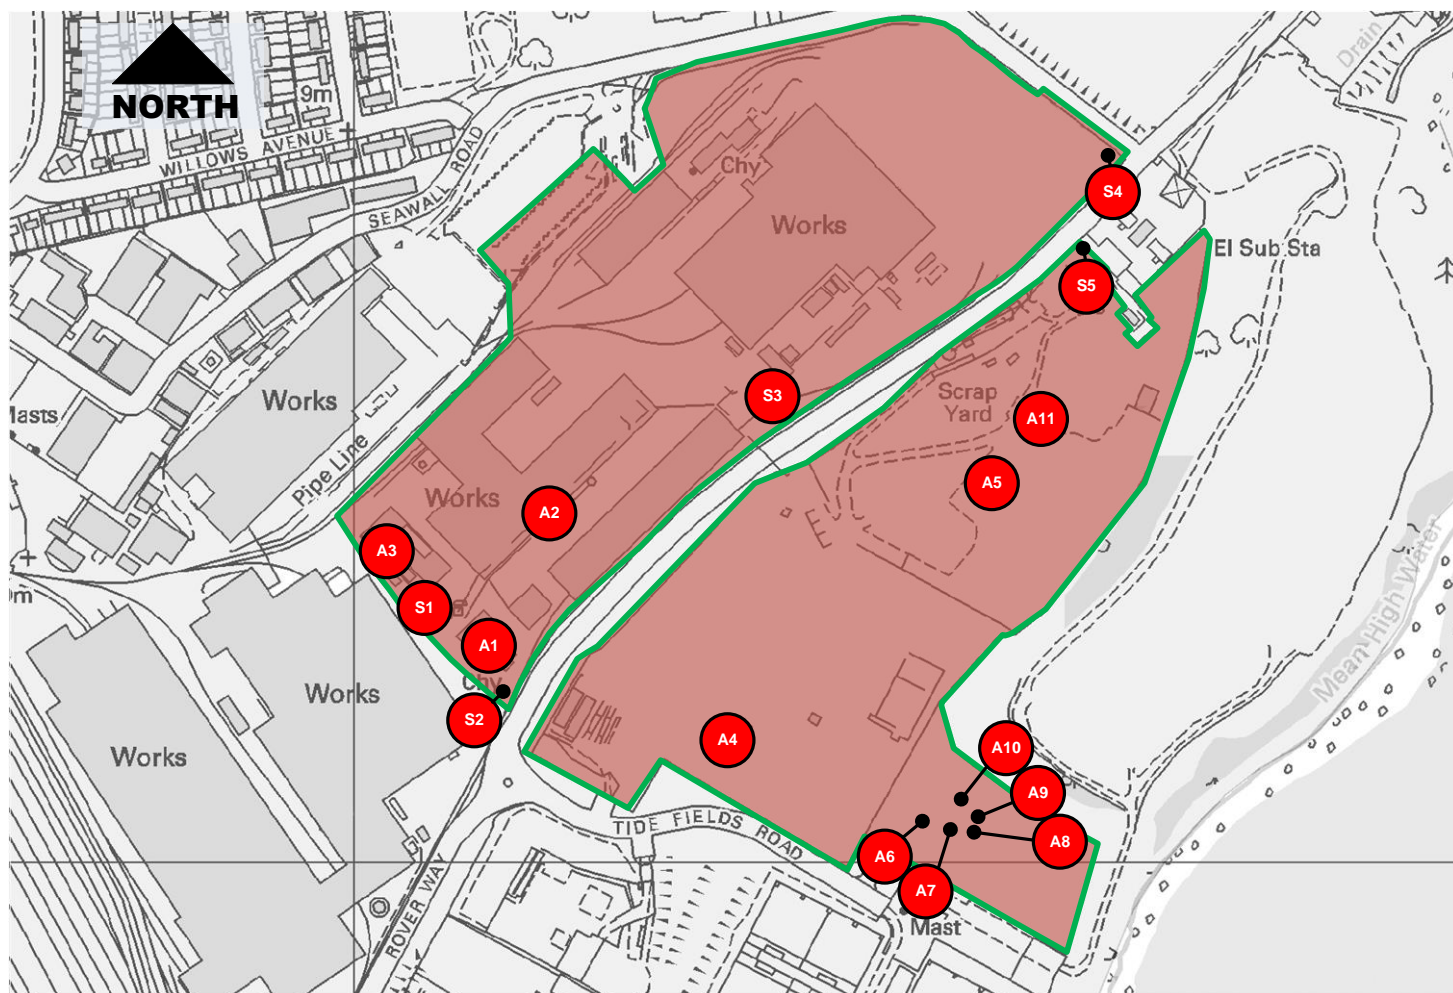 NORTH
9m
WILLOWS AVENUE
SEAWALL ROAD
Drain
Chy
Works
S4
El Sub Sta
S5
Works
Masts
S3
Scrap
Yard
A11
Pipe Line
Works
A2
A5
A3
S1
A1
Chy
Works
S2
Works
Mean High Water
A4
A10
A9
A8
TIDE FIELDS ROAD
A6
A7
Mast
ROVER WAY